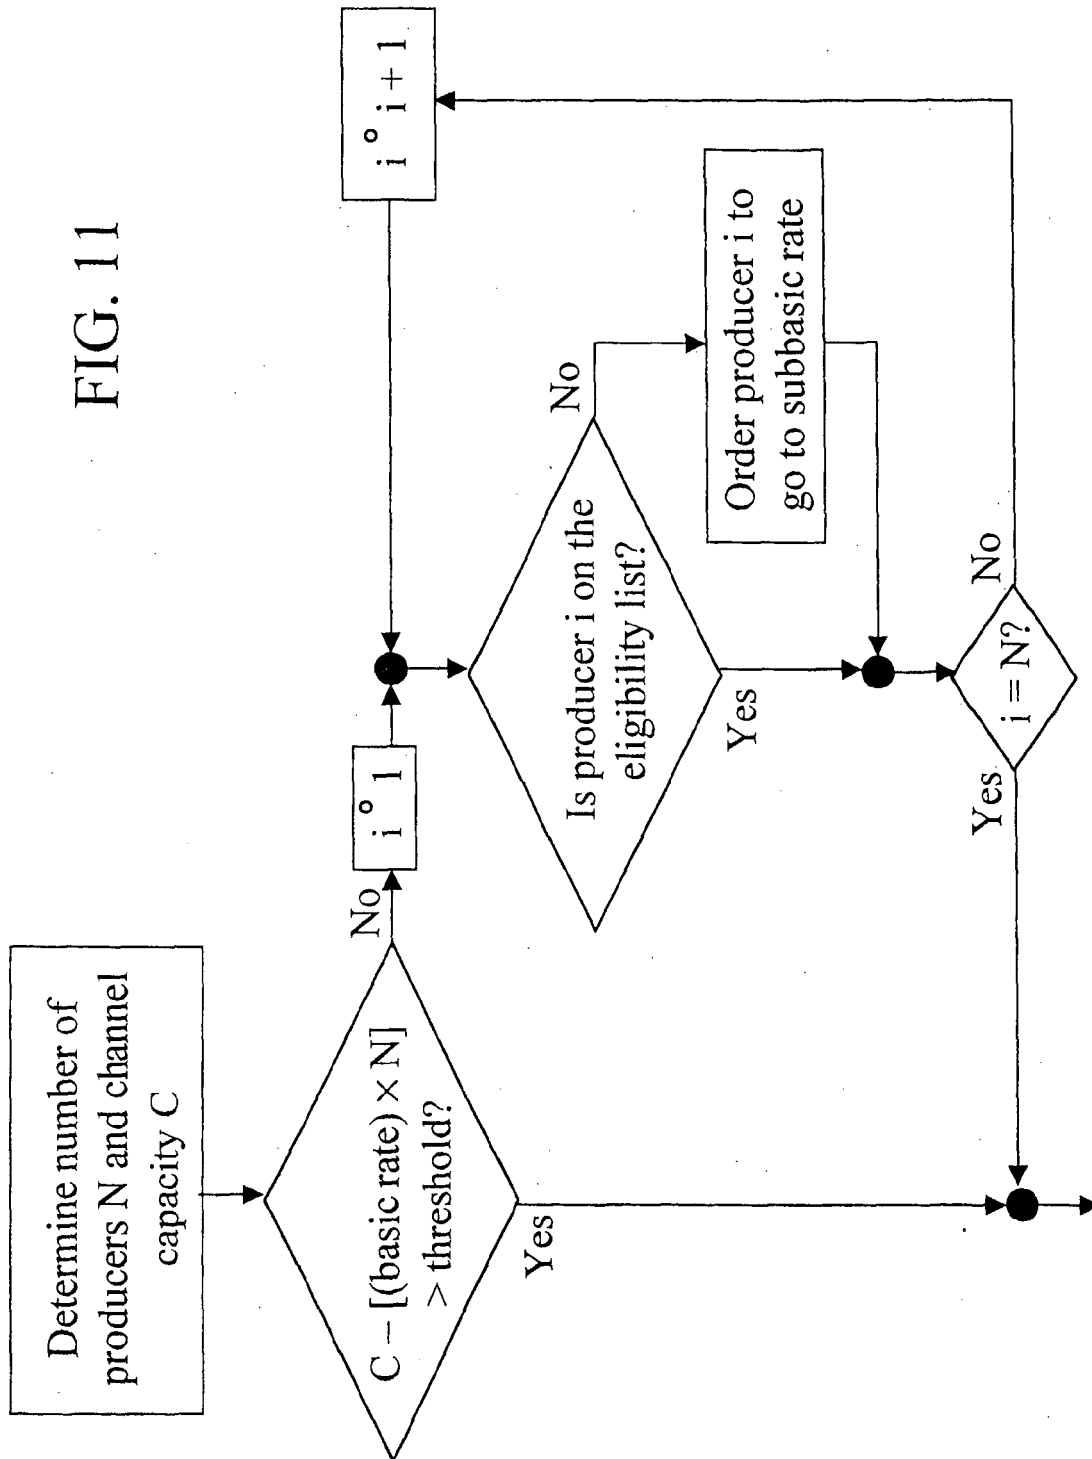 FIG. 11
Determine number of
producers N and channel
capacity C
C – [(basic rate) × N]
> threshold?
No
Yes
i ° 1
i ° i + 1
Is producer i on the
eligibility list?
No
Yes
Order producer i to
go to subbasic rate
i = N?
No
Yes